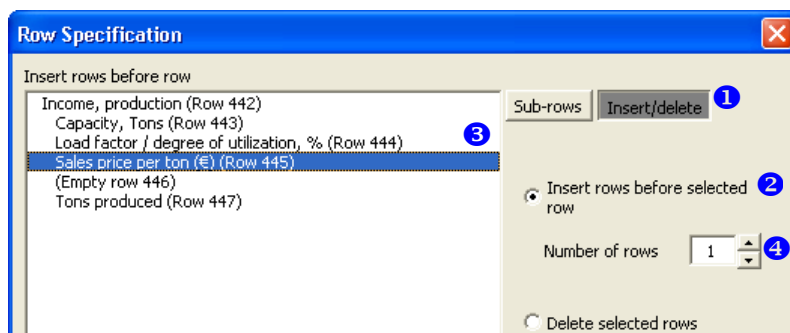 Row Specification
Insert rows before row
Income, production (Row 442)
Capacity, Tons (Row 443)
Load factor / degree of utilization, % (Row 444)
Sales price per ton (€) (Row 445)
(Empty row 446)
Tons produced (Row 447)
3
Sub-rows Insert/delete 1
Insert rows before selected 2
row
Number of rows 1 4
Delete selected rows